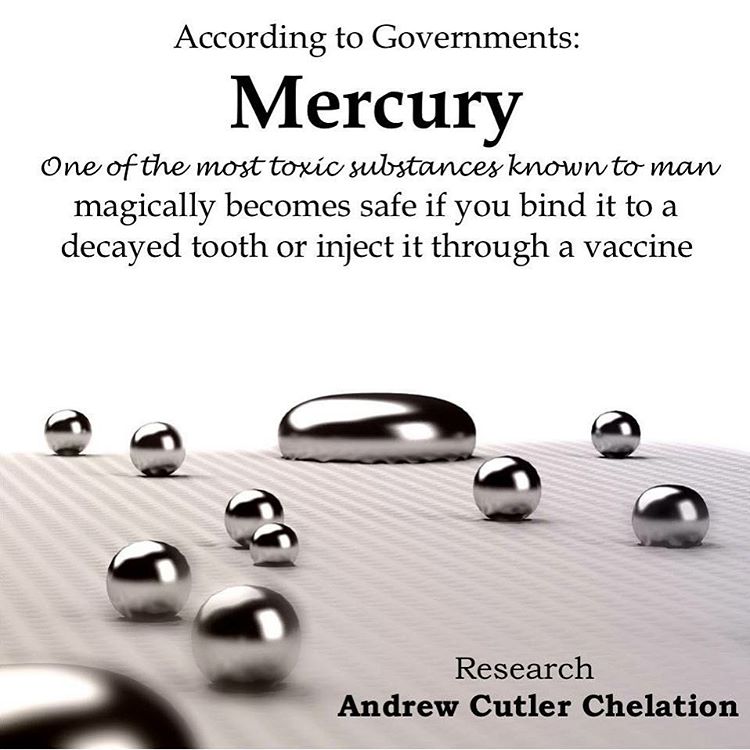 According to Governments:
Mercury
One of the most toxic substances known to man
magically becomes safe if you bind it to a
decayed tooth or inject it through a vaccine
Research
Andrew Cutler Chelation